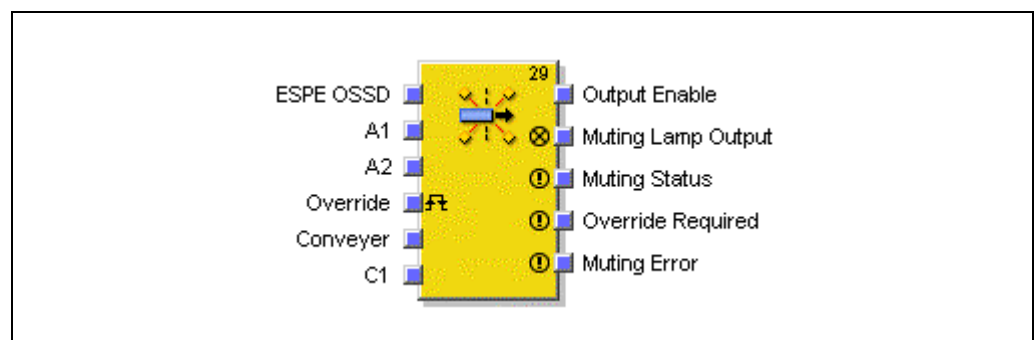 29
ESPE OSSD
A1
A2
Override
Conveyer
C1
Output Enable
Muting Lamp Output
Muting Status
Override Required
Muting Error